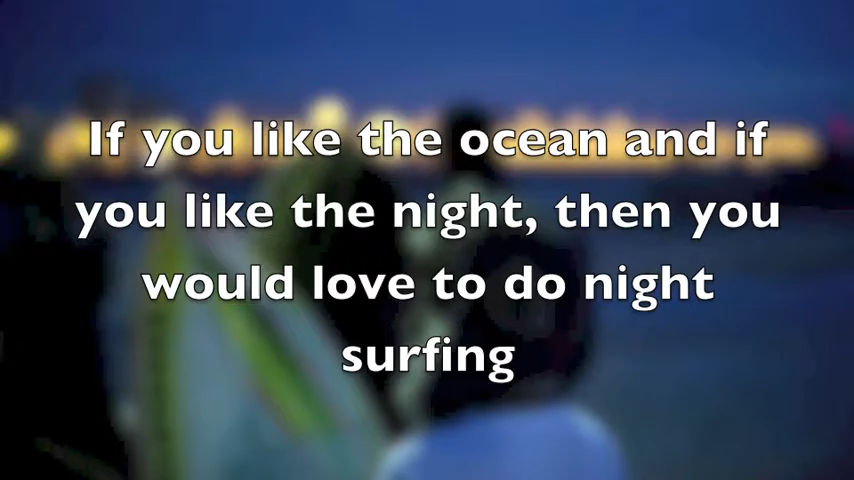 If you like the ocean and if
you like the night, then you
would love to do night
surfing